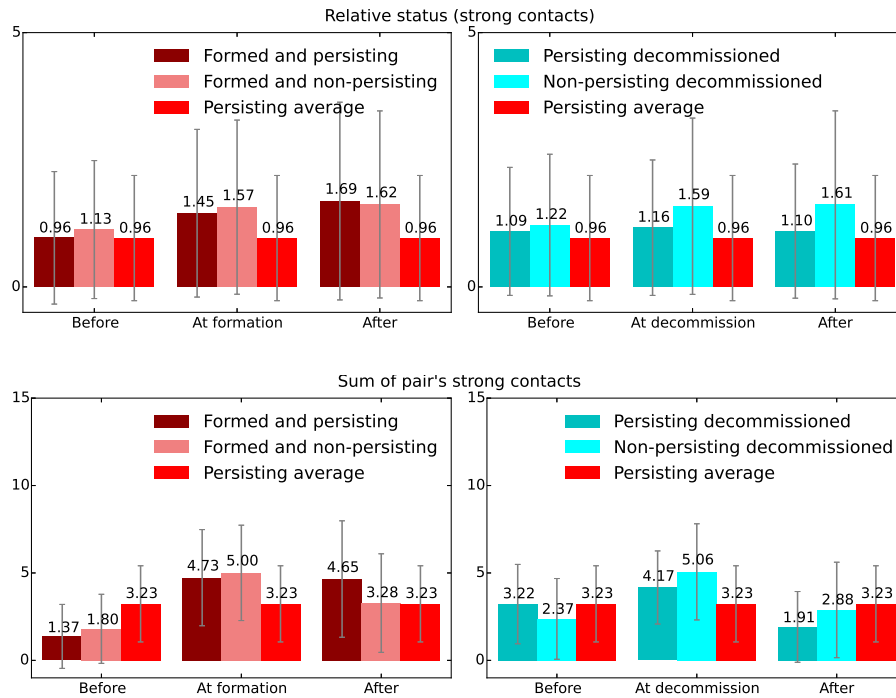 Relative status (strong contacts)
5
0
Formed and persisting
Formed and non-persisting
Persisting average
0.96 1.13 0.96
1.45 1.57 0.96
1.69 1.62 0.96
Before At formation After
Persisting decommissioned
Non-persisting decommissioned
Persisting average
1.09 1.22 0.96
1.16 1.59 0.96
1.10 1.61 0.96
Before At decommission After
5
0
Sum of pair's strong contacts
15
10
5
0
Formed and persisting
Formed and non-persisting
Persisting average
1.37 1.80 3.23
4.73 5.00 3.23
4.65 3.28 3.23
Before At formation After
15
10
5
0
Persisting decommissioned
Non-persisting decommissioned
Persisting average
3.22 2.37 3.23
4.17 5.06 3.23
1.91 2.88 3.23
Before At decommission After